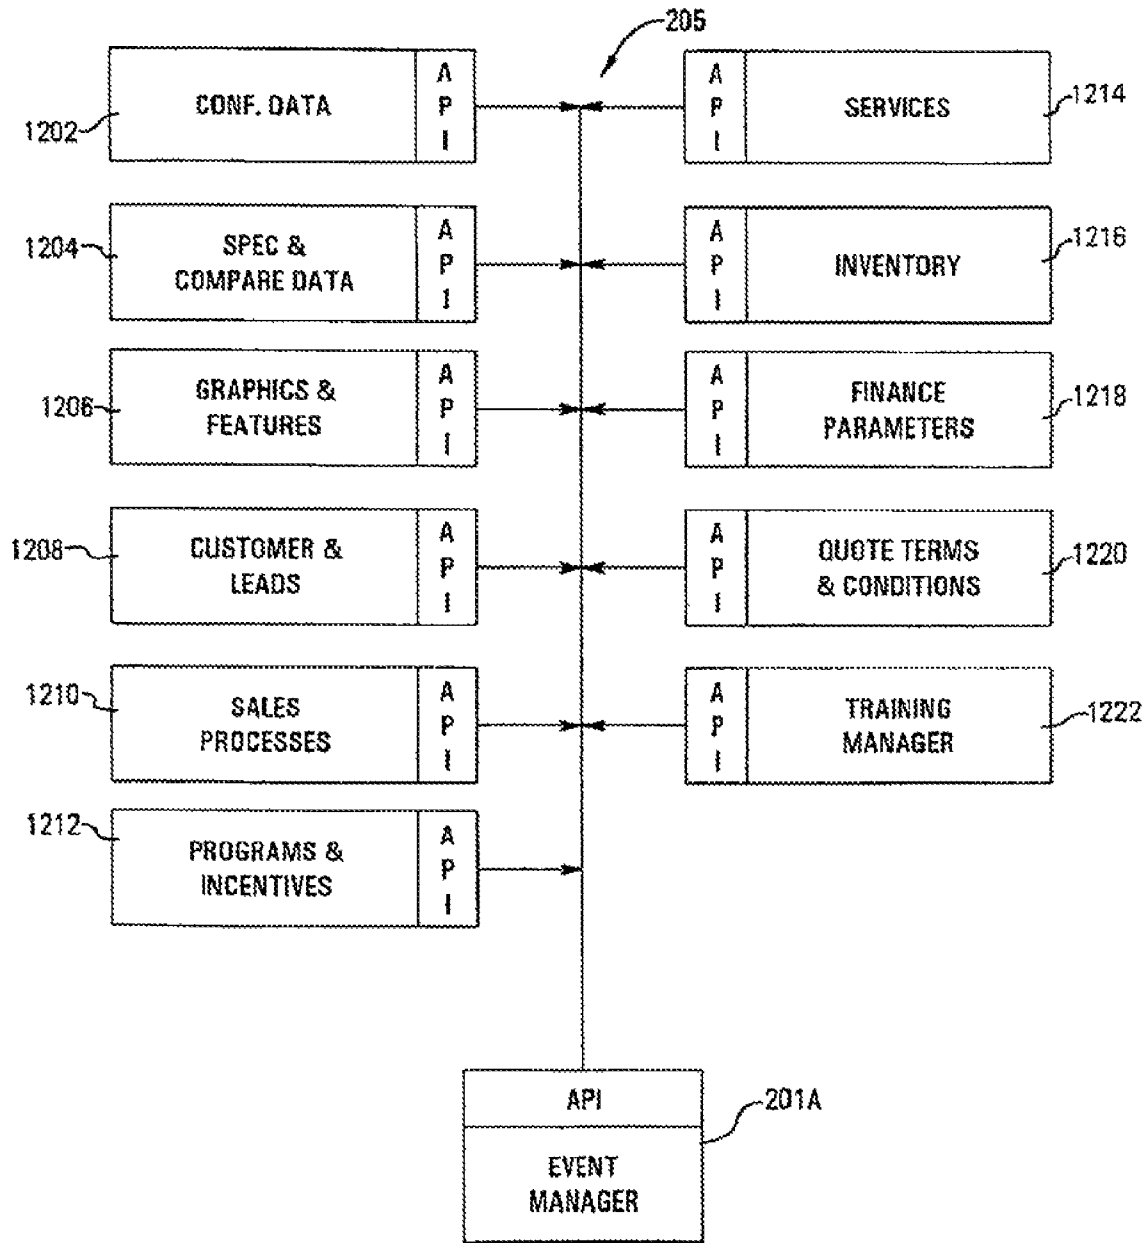 205
CONF. DATA
A
P
I
1202
A
P
I
SERVICES
1214
1204
SPEC &
COMPARE DATA
A
P
I
A
P
I
INVENTORY
1216
1206
GRAPHICS &
FEATURES
A
P
I
A
P
I
FINANCE
PARAMETERS
1218
1208
CUSTOMER &
LEADS
A
P
I
A
P
I
QUOTE TERMS
& CONDITIONS
1220
1210
SALES
PROCESSES
A
P
I
A
P
I
TRAINING
MANAGER
1222
1212
PROGRAMS &
INCENTIVES
A
P
I
API
201A
EVENT
MANAGER